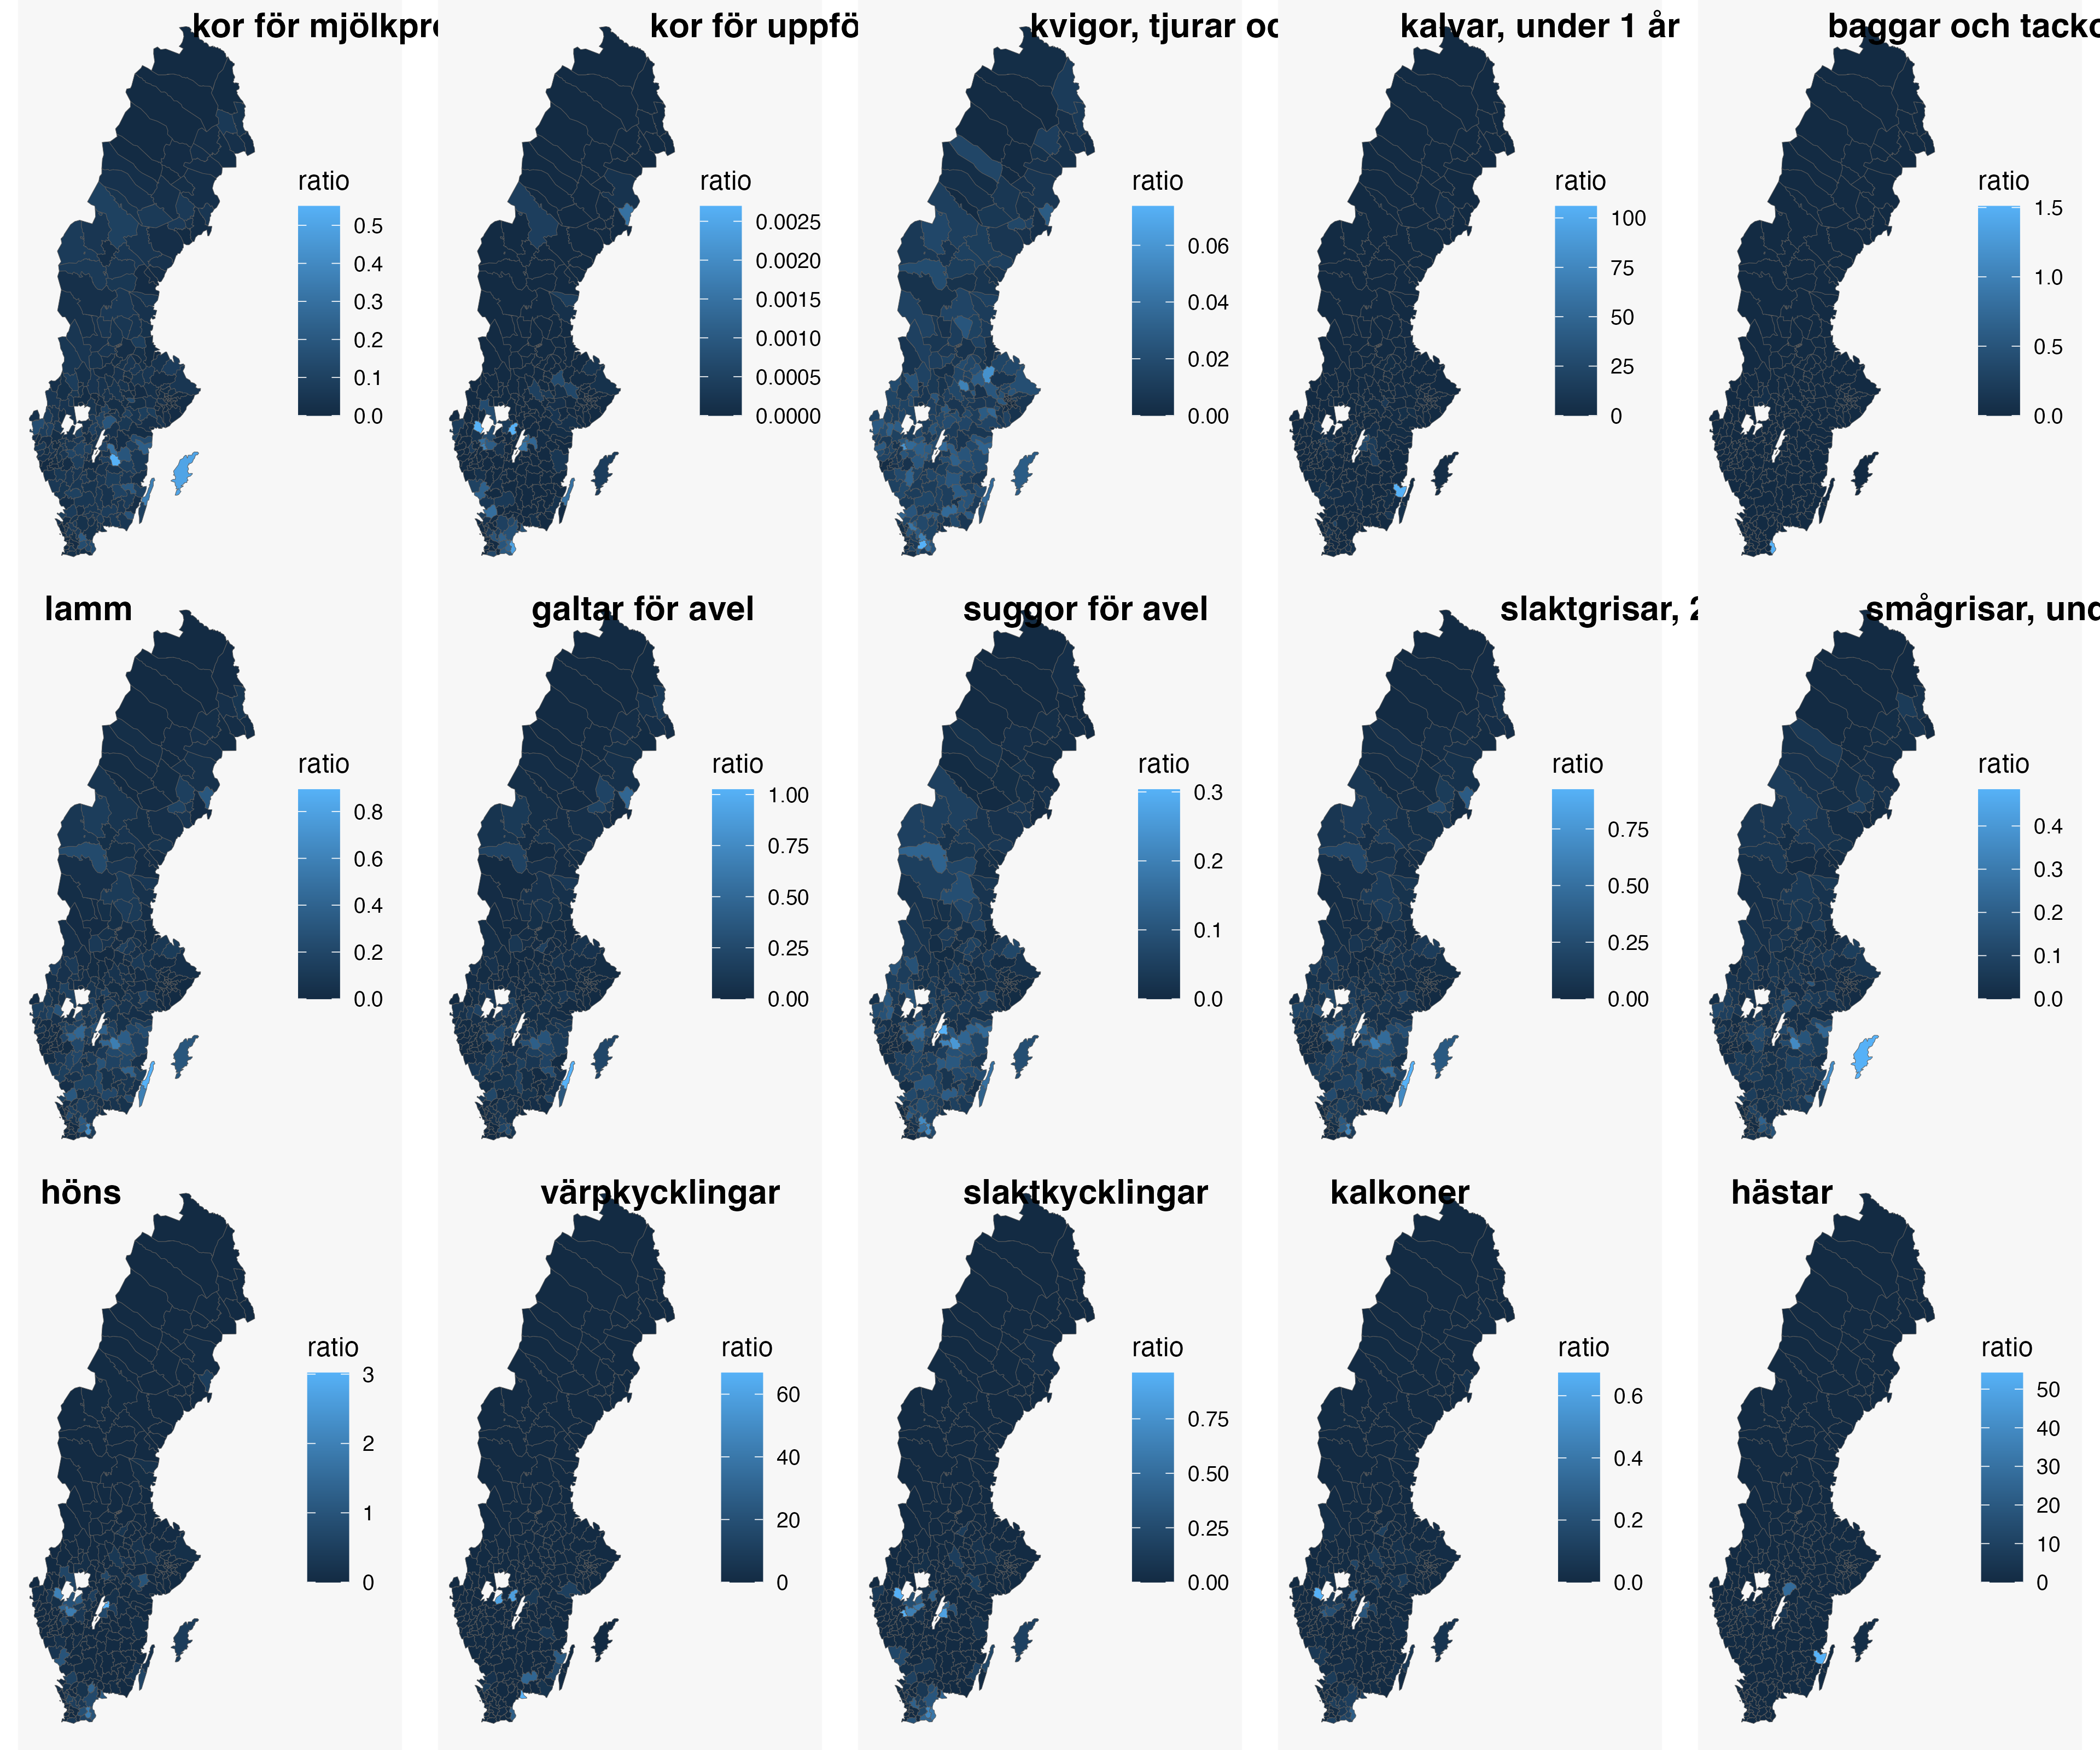 kor för mjölkpr
kor för uppfö
kvigor, tjurar oc
kalvar, under 1 år
baggar och tacko
ratio
0.5
0.4
0.3
0.2
0.1
0.0
ratio
0.0025
0.0020
0.0015
0.0010
0.0005
0.0000
ratio
0.06
0.04
0.02
0.00
ratio
100
75
50
25
0
ratio
1.5
1.0
0.5
0.0
lamm
galtar för avel
suggor för avel
slaktgrisar, 2
smågrisar, und
ratio
0.8
0.6
0.4
0.2
0.0
ratio
1.00
0.75
0.50
0.25
0.00
ratio
0.3
0.2
0.1
0.0
ratio
0.75
0.50
0.25
0.00
ratio
0.4
0.3
0.2
0.1
0.0
höns
värpkycklingar
slaktkycklingar
kalkoner
hästar
ratio
3
2
1
0
ratio
60
40
20
0
ratio
0.75
0.50
0.25
0.00
ratio
0.6
0.4
0.2
0.0
ratio
50
40
30
20
10
0